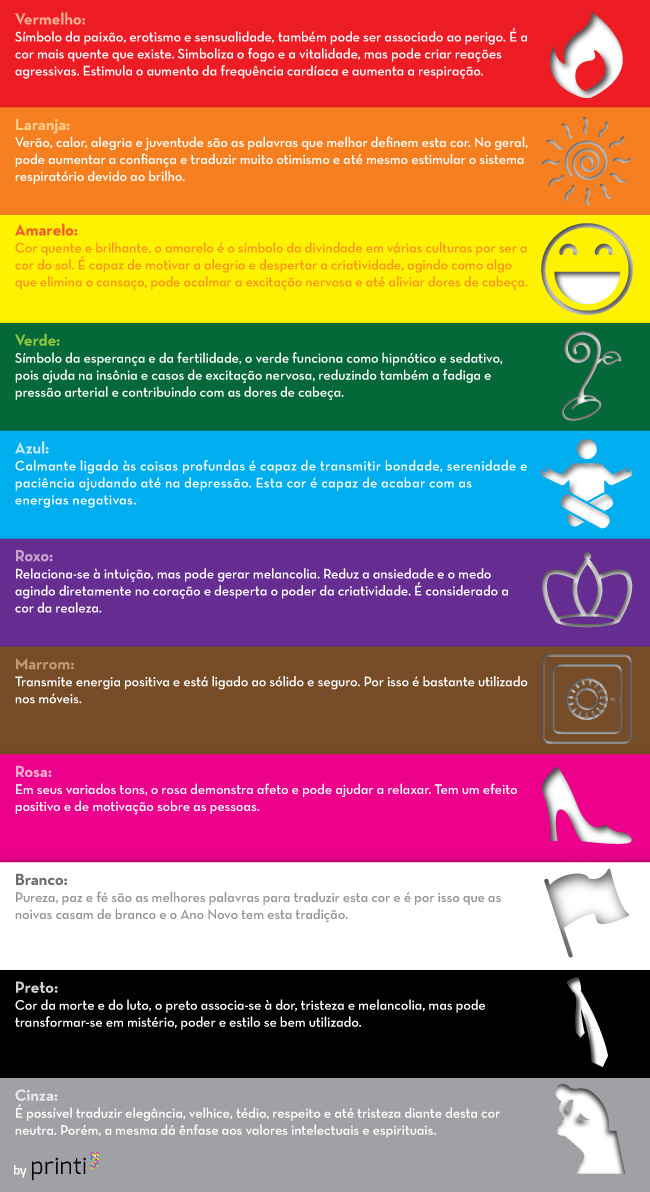 Vermelho:
Símbolo da paixão, erotismo e sensualidade, também pode ser associado ao perigo. É a
cor mais quente que existe. Simboliza o fogo e a vitalidade, mas pode criar reações
agressivas. Estimula o aumento da frequência cardíaca e aumenta a respiração.
Laranja:
Verão, calor, alegria e juventude são as palavras que melhor definem esta cor. No geral,
pode aumentar a confiança e traduzir muito otimismo e até mesmo estimular o sistema
respiratório devido ao brilho.
Amarelo:
Cor quente e brilhante, o amarelo é o símbolo da divindade em várias culturas por ser a
cor do sol. É capaz de motivar a alegria e despertar a criatividade, agindo como algo
que elimina o cansaço, pode acalmar a excitação nervosa e até aliviar dores de cabeça.
Verde:
Símbolo da esperança e da fertilidade, o verde funciona como hipnótico e sedativo,
pois ajuda na insônia e casos de excitação nervosa, reduzindo também a fadiga e
pressão arterial e contribuindo com as dores de cabeça.
Azul:
Calmante ligado às coisas profundas é capaz de transmitir bondade, serenidade e
paciência ajudando até na depressão. Esta cor é capaz de acabar com as
energias negativas.
Roxo:
Relaciona-se à intuição, mas pode gerar melancolia. Reduz a ansiedade e o medo
agindo diretamente no coração e desperta o poder da criatividade. É considerado a
cor da realeza.
Marrom:
Transmite energia positiva e está ligado ao sólido e seguro. Por isso é bastante utilizado
nos móveis.
Rosa:
Em seus variados tons, o rosa demonstra afeto e pode ajudar a relaxar. Tem um efeito
positivo e de motivação sobre as pessoas.
Branco:
Pureza, paz e fé são as melhores palavras para traduzir esta cor e é por isso que as
noivas casam de branco e o Ano Novo tem esta tradição.
Preto:
Cor da morte e do luto, o preto associa-se à dor, tristeza e melancolia, mas pode
transformar-se em mistério, poder e estilo se bem utilizado.
Cinza:
É possível traduzir elegância, velhice, tédio, respeito e até tristeza diante desta cor
neutra. Porém, a mesma dá ênfase aos valores intelectuais e espirituais.
by printi